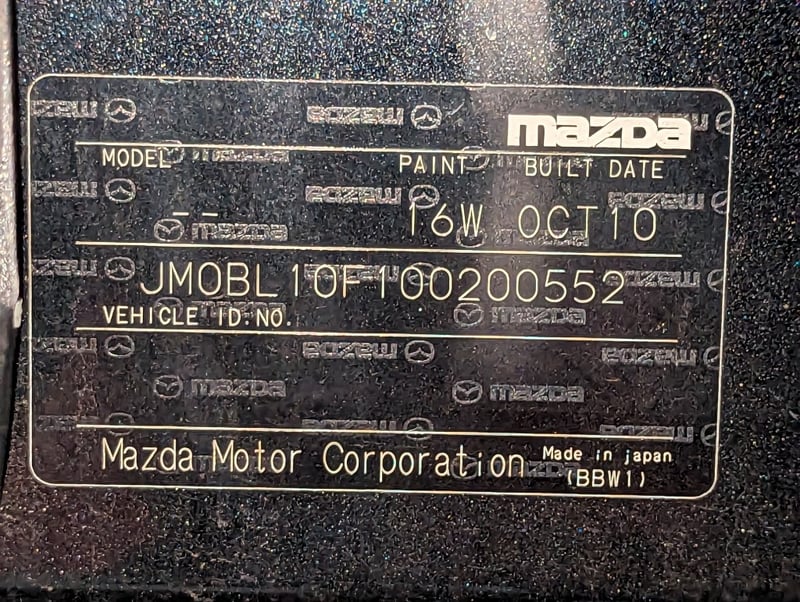 mazda
MODEL PAINT BUILT DATE
-- 16W OCT10
JM0BL10F100200552
VEHICLE ID.NO.
Mazda Motor Corporation Made in japan
(BBW1)